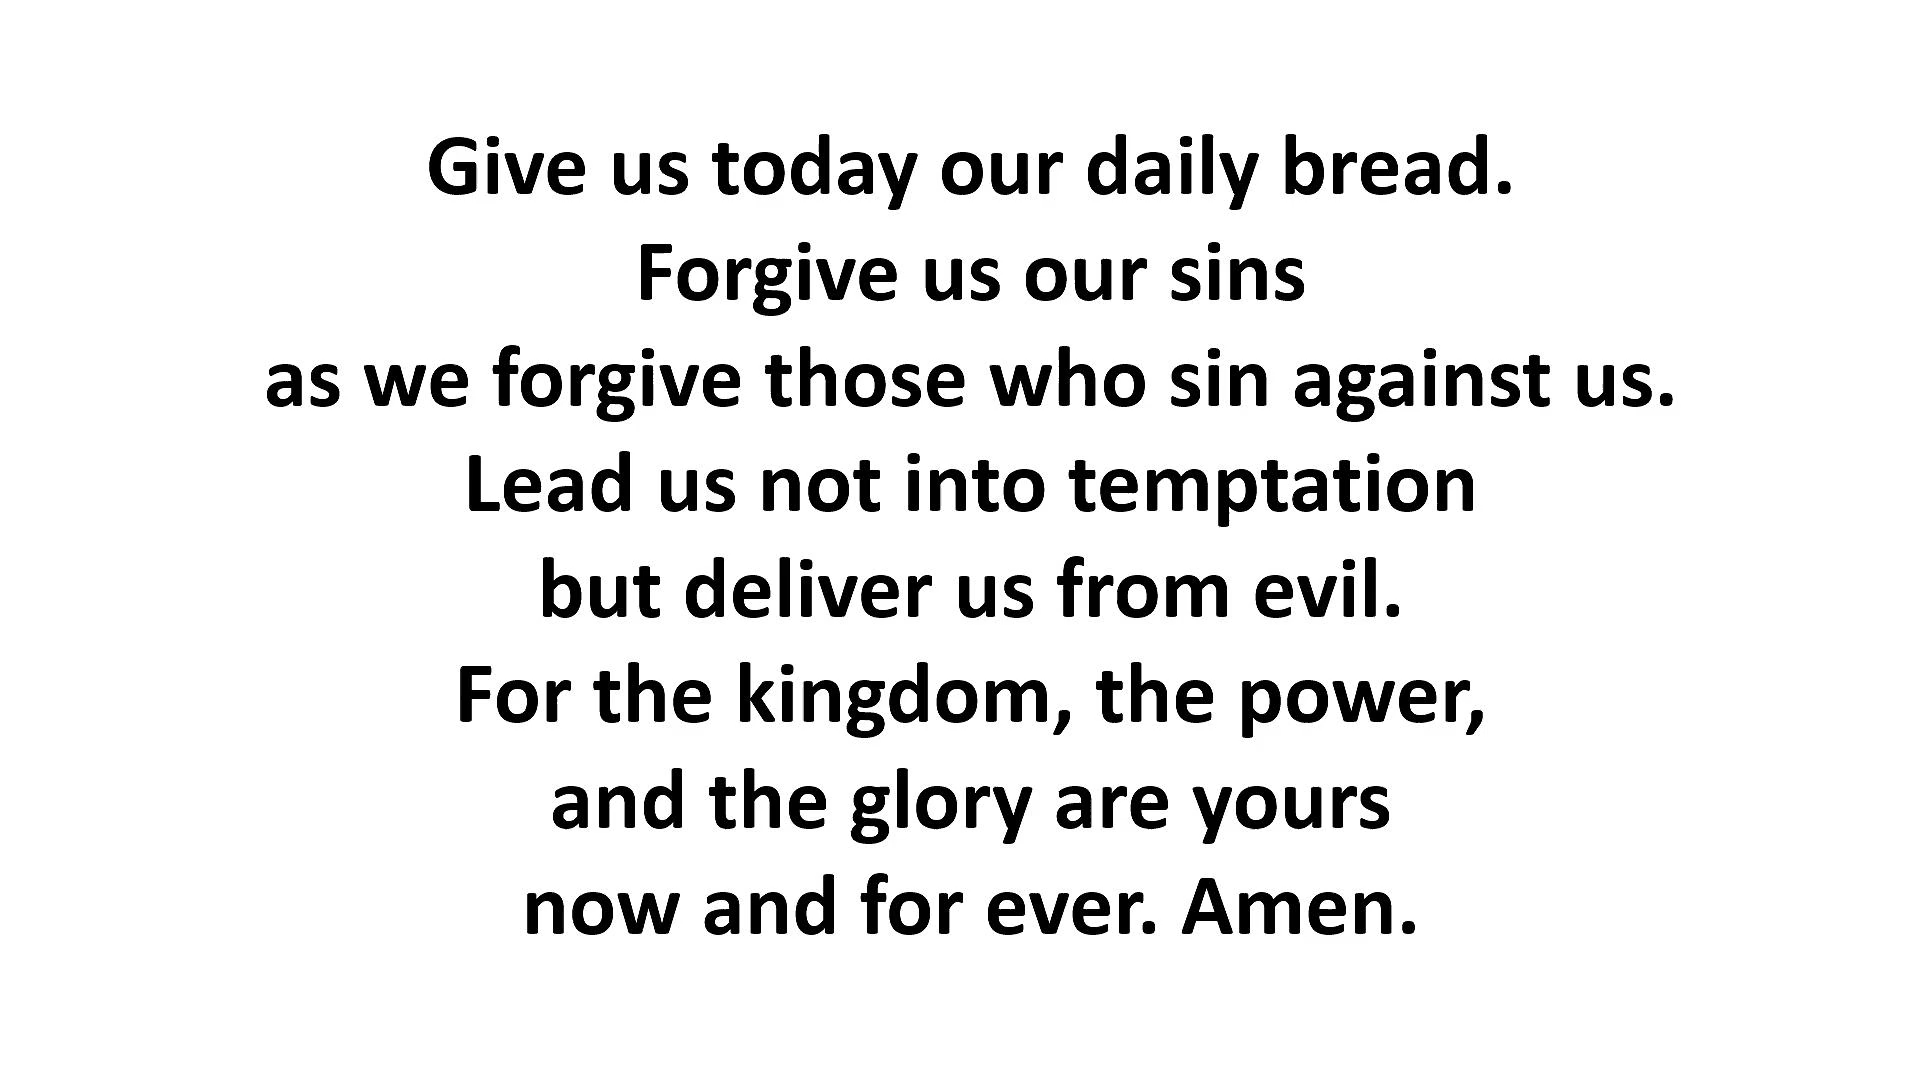 Give us today our daily bread.
Forgive us our sins
as we forgive those who sin against us.
Lead us not into temptation
but deliver us from evil.
For the kingdom, the power,
and the glory are yours
now and for ever. Amen.